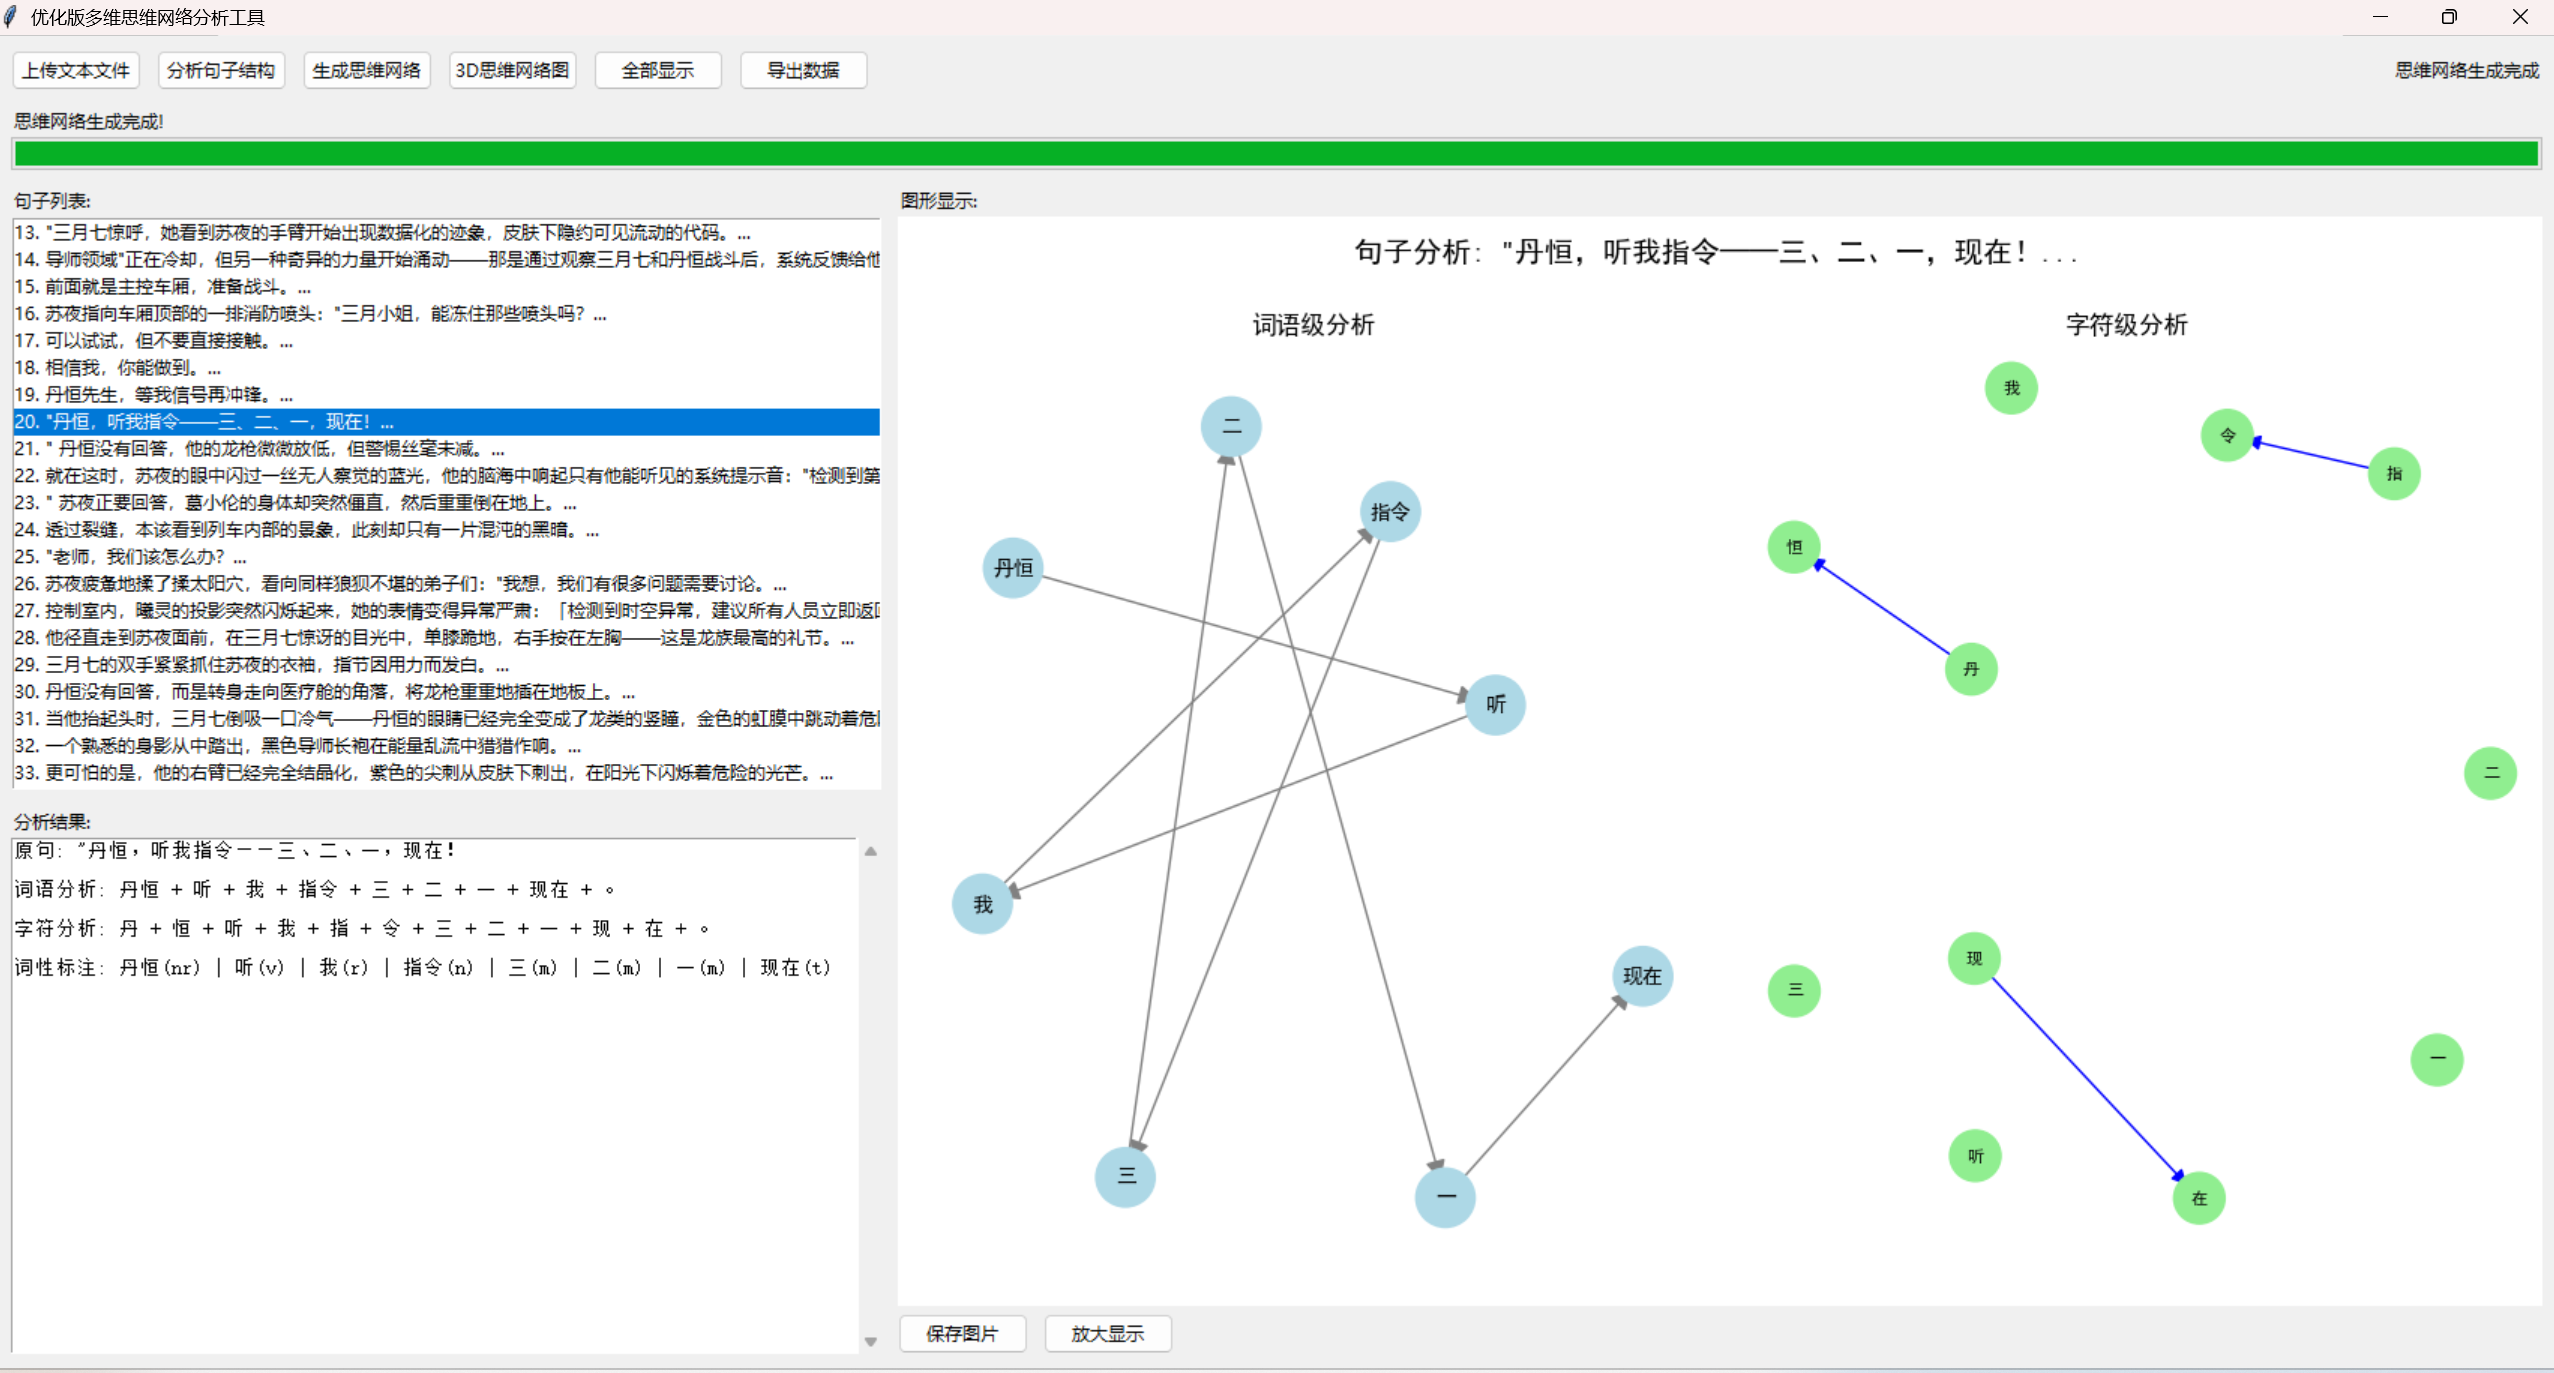 优化版多维思维网络分析工具
上传文本文件 分析句子结构 生成思维网络 3D思维网络图 全部显示 导出数据 思维网络生成完成
思维网络生成完成!
句子列表:
13. "三月七惊呼，她看到苏夜的手臂开始出现数据化的迹象，皮肤下隐约可见流动的代码。...
14. 导师领域"正在冷却，但另一种奇异的力量开始涌动——那是通过观察三月七和丹恒战斗后，系统反馈给他
15. 前面就是主控车厢，准备战斗。...
16. 苏夜指向车厢顶部的一排消防喷头："三月小姐，能冻住那些喷头吗？...
17. 可以试试，但不要直接接触。...
18. 相信我，你能做到。...
19. 丹恒先生，等我信号再冲锋。...
20. "丹恒，听我指令——三、二、一，现在！...
21. " 丹恒没有回答，他的龙枪微微放低，但警惕丝毫未减。...
22. 就在这时，苏夜的眼中闪过一丝无人察觉的蓝光，他的脑海中响起只有他能听见的系统提示音："检测到第
23. " 苏夜正要回答，葛小伦的身体却突然僵直，然后重重倒在地上。...
24. 透过裂缝，本该看到列车内部的景象，此刻却只有一片混沌的黑暗。...
25. "老师，我们该怎么办？...
26. 苏夜疲惫地揉了揉太阳穴，看向同样狼狈不堪的弟子们："我想，我们有很多问题需要讨论。...
27. 控制室内，曦灵的投影突然闪烁起来，她的表情变得异常严肃：「检测到时空异常，建议所有人员立即返
28. 他径直走到苏夜面前，在三月七惊讶的目光中，单膝跪地，右手按在左胸——这是龙族最高的礼节。...
29. 三月七的双手紧紧抓住苏夜的衣袖，指节因用力而发白。...
30. 丹恒没有回答，而是转身走向医疗舱的角落，将龙枪重重地插在地板上。...
31. 当他抬起头时，三月七倒吸一口冷气——丹恒的眼睛已经完全变成了龙类的竖瞳，金色的虹膜中跳动着危
32. 一个熟悉的身影从中踏出，黑色导师长袍在能量乱流中猎猎作响。...
33. 更可怕的是，他的右臂已经完全结晶化，紫色的尖刺从皮肤下刺出，在阳光下闪烁着危险的光芒。...
分析结果:
原句: "丹恒，听我指令——三、二、一，现在！
词语分析: 丹恒 + 听 + 我 + 指令 + 三 + 二 + 一 + 现在 + 。
字符分析: 丹 + 恒 + 听 + 我 + 指 + 令 + 三 + 二 + 一 + 现 + 在 + 。
词性标注: 丹恒(nr) | 听(v) | 我(r) | 指令(n) | 三(m) | 二(m) | 一(m) | 现在(t)
图形显示:
句子分析: "丹恒，听我指令——三、二、一，现在！...
词语级分析
二
指令
丹恒
听
我
现在
三
一
字符级分析
我
令
指
恒
丹
二
现
三
一
听
在
保存图片 放大显示